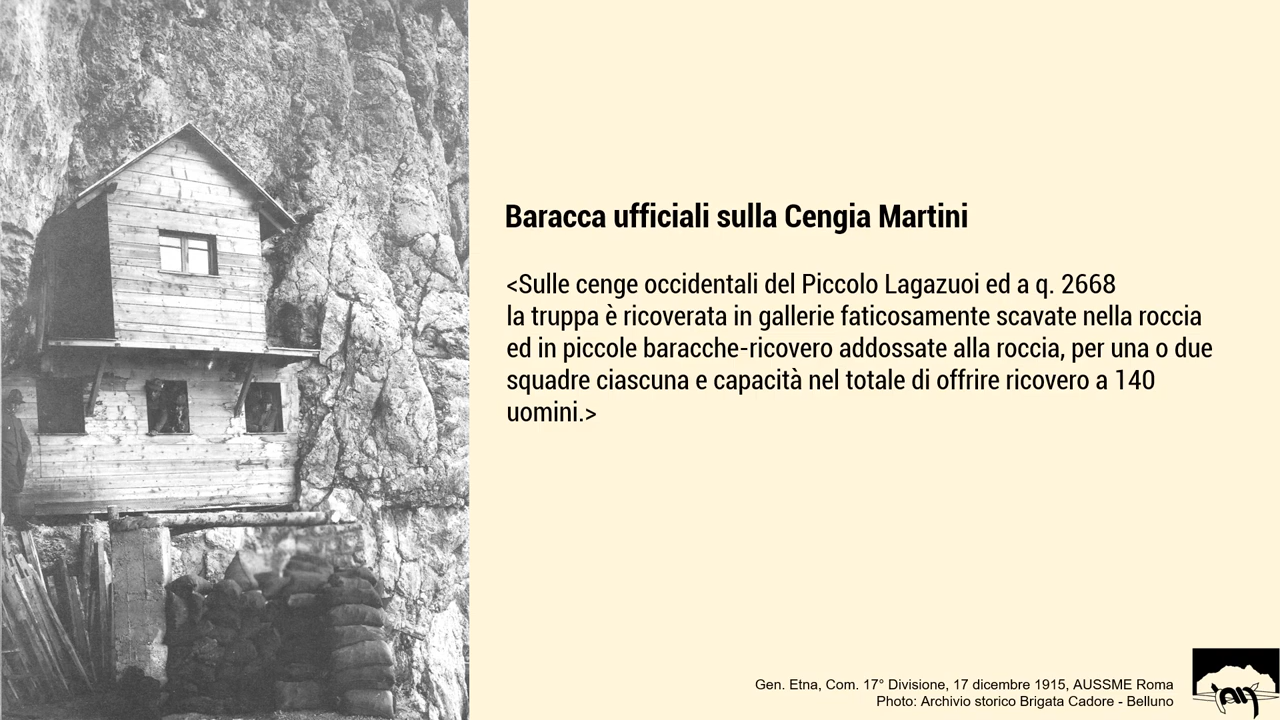 Baracca ufficiali sulla Cengia Martini
<Sulle cenge occidentali del Piccolo Lagazuoi ed a q. 2668
la truppa è ricoverata in gallerie faticosamente scavate nella roccia
ed in piccole baracche-ricovero addossate alla roccia, per una o due
squadre ciascuna e capacità nel totale di offrire ricovero a 140
uomini.>
Gen. Etna, Com. 17° Divisione, 17 dicembre 1915, AUSSME Roma
Photo: Archivio storico Brigata Cadore - Belluno